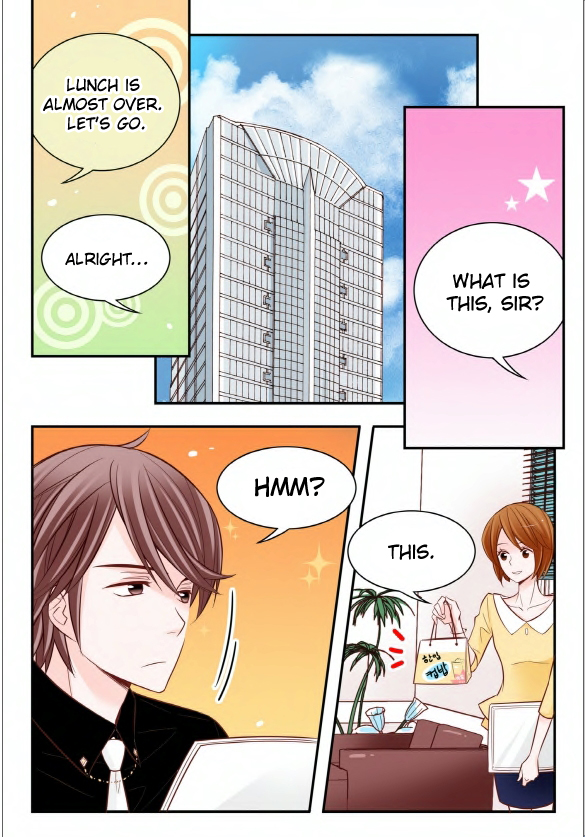 LUNCH IS
ALMOST OVER.
LET'S GO.
ALRIGHT...
WHAT IS
THIS, SIR?
HMM?
THIS.